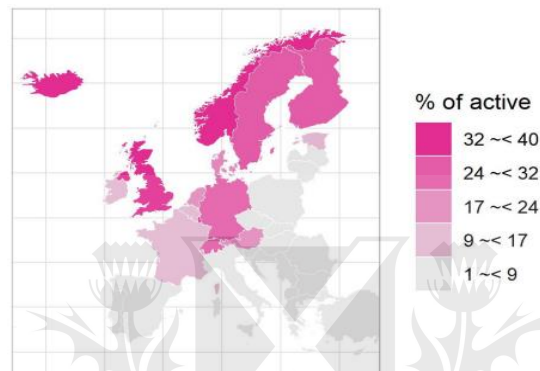 % of active
32 ~< 40
24 ~< 32
17 ~< 24
9 ~< 17
1 ~< 9